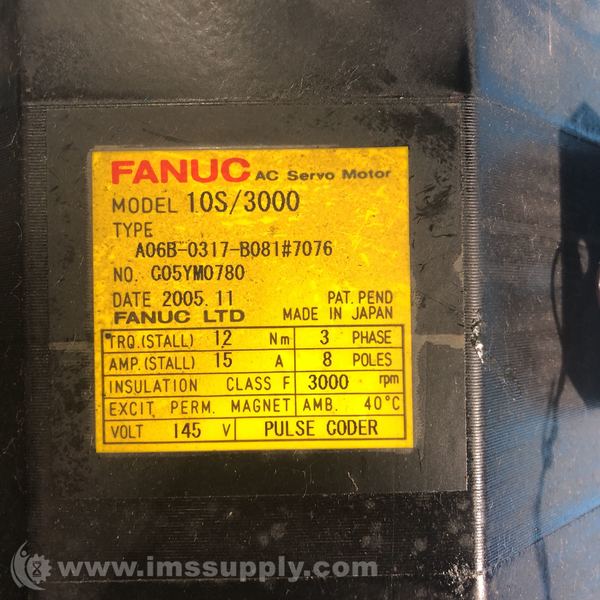 FANUC AC Servo Motor
MODEL 10S/3000
TYPE
A06B-0317-B081#7076
NO. C05YM0780
DATE 2005.11 PAT. PEND
FANUC LTD MADE IN JAPAN
TRQ.(STALL) 12 Nm 3 PHASE
AMP.(STALL) 15 A 8 POLES
INSULATION CLASS F 3000 rpm
EXCIT. PERM. MAGNET AMB. 40°C
VOLT 145 V PULSE CODER
www.imssupply.com